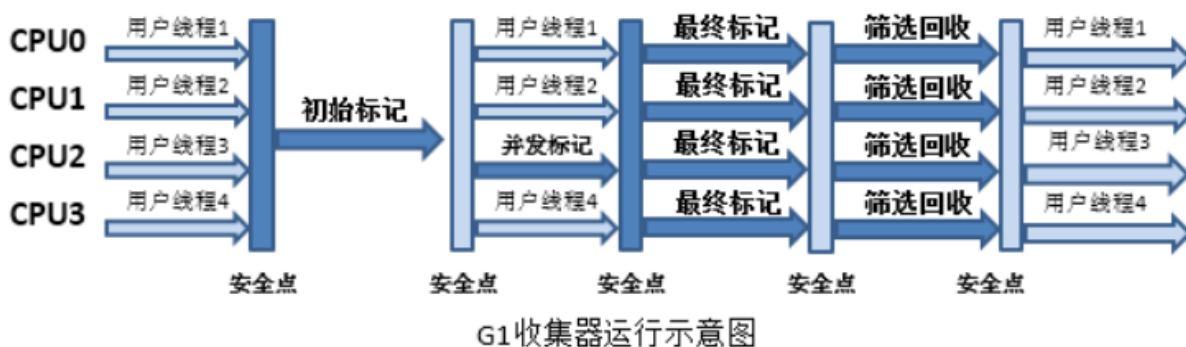 CPU0 用户线程1 用户线程1 最终标记 筛选回收 用户线程1
CPU1 用户线程2 用户线程2 最终标记 筛选回收 用户线程2
初始标记
CPU2 用户线程3 并发标记 最终标记 筛选回收 用户线程3
CPU3 用户线程4 用户线程4 最终标记 筛选回收 用户线程4
安全点 安全点 安全点 安全点 安全点
G1收集器运行示意图